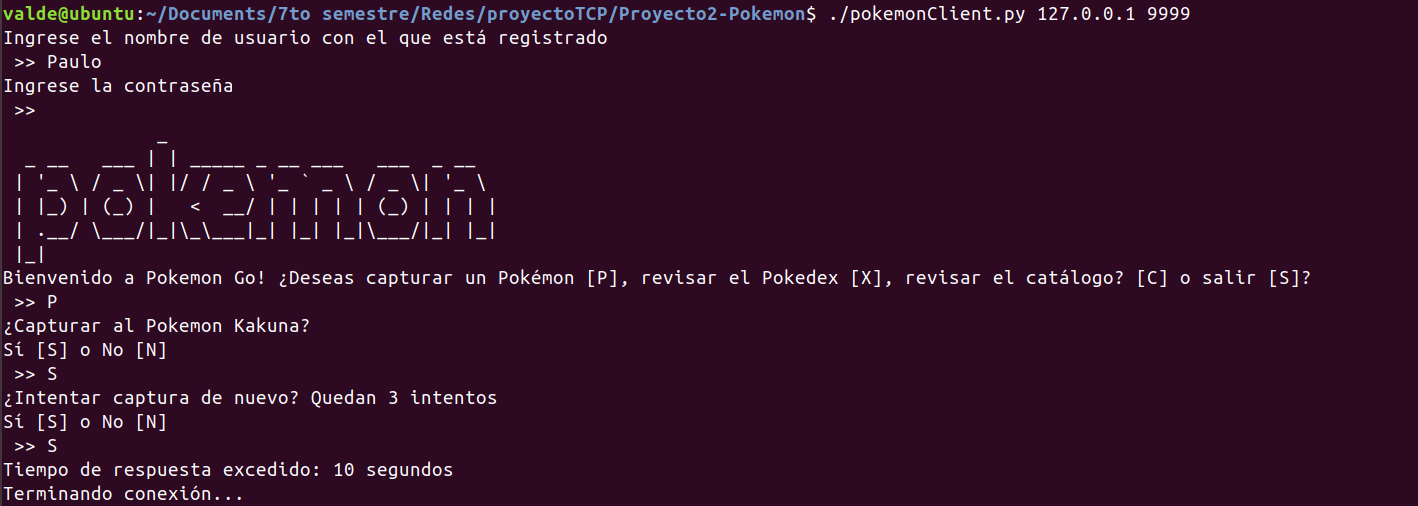 valde@ubuntu:~/Documents/7to semestre/Redes/proyectoTCP/Proyecto2-Pokemon$ ./pokemonClient.py 127.0.0.1 9999
Ingrese el nombre de usuario con el que está registrado
 >> Paulo
Ingrese la contraseña
 >>
              _
  _ __   ___ | | _____ _ __ ___   ___  _ __
 | '_ \ / _ \| |/ / _ \ '_ ` _ \ / _ \| '_ \
 | |_) | (_) |   <  __/ | | | | | (_) | | | |
 | .__/ \___/|_|\_\___|_| |_| |_|\___/|_| |_|
 |_|
Bienvenido a Pokemon Go! ¿Deseas capturar un Pokémon [P], revisar el Pokedex [X], revisar el catálogo? [C] o salir [S]?
 >> P
¿Capturar al Pokemon Kakuna?
Sí [S] o No [N]
 >> S
¿Intentar captura de nuevo? Quedan 3 intentos
Sí [S] o No [N]
 >> S
Tiempo de respuesta excedido: 10 segundos
Terminando conexión...